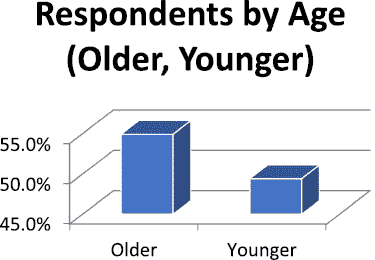 Respondents by Age
(Older, Younger)
55.0%
50.0%
45.0%
Older Younger